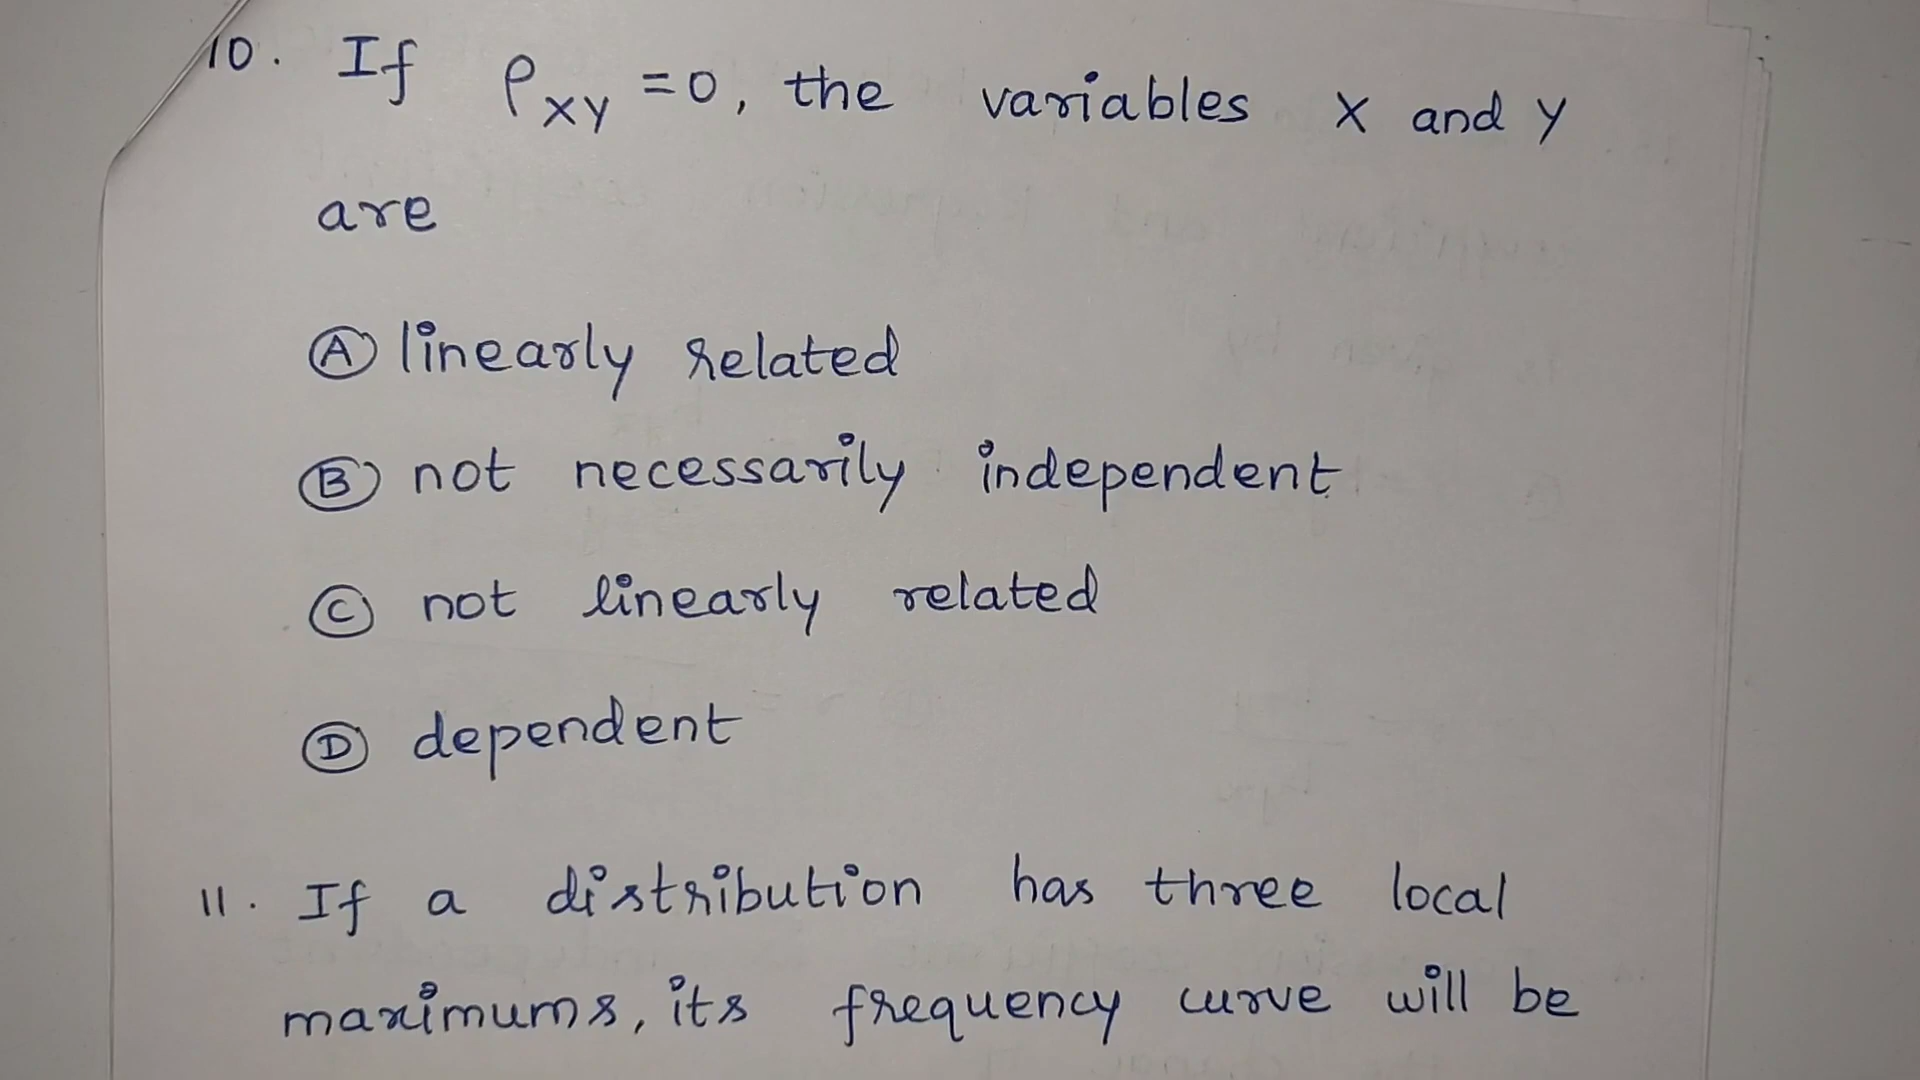 10. If ρxy =0, the variables x and y
are
Ⓐ linearly related
Ⓑ not necessarily independent
Ⓒ not linearly related
Ⓓ dependent
11. If a distribution has three local
maximums, its frequency curve will be